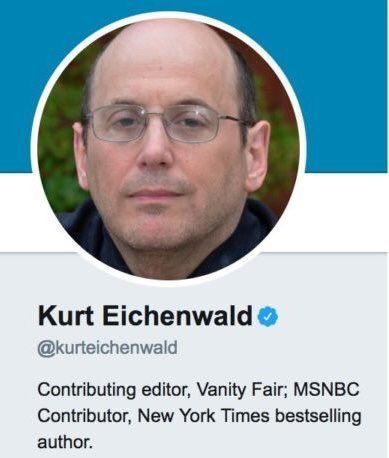 Kurt Eichenwald
@kurteichenwald
Contributing editor, Vanity Fair; MSNBC
Contributor, New York Times bestselling
author.